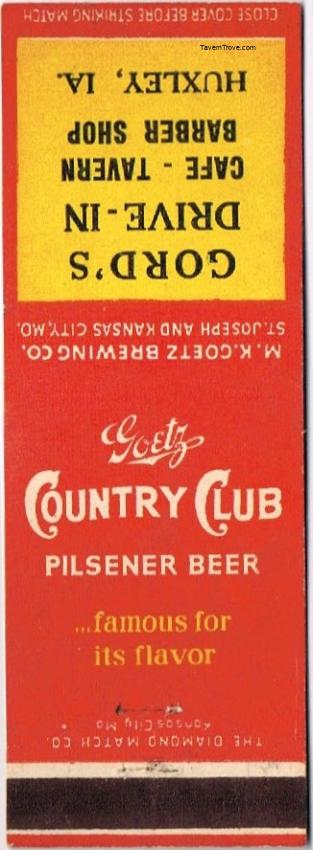 CLOSE COVER BEFORE STRIKING MATCH
TavernTrove.com
GORD'S
DRIVE-IN
CAFE - TAVERN
BARBER SHOP
HUXLEY, IA.
M.K.GOETZ BREWING CO.
ST.JOSEPH AND KANSAS CITY,MO.
Goetz
COUNTRY CLUB
PILSENER BEER
...famous for
its flavor
THE DIAMOND MATCH CO.
Kansas City Mo